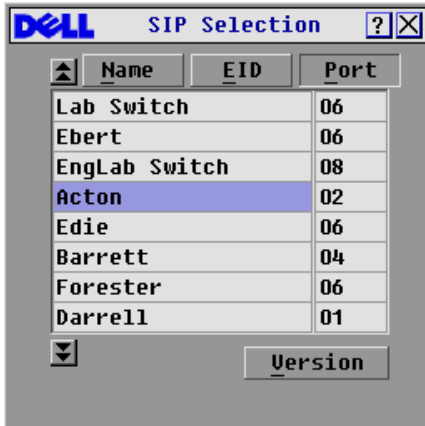 DELL SIP Selection ? X
Name EID Port
Lab Switch 06
Ebert 06
EngLab Switch 08
Acton 02
Edie 06
Barrett 04
Forester 06
Darrell 01
Version